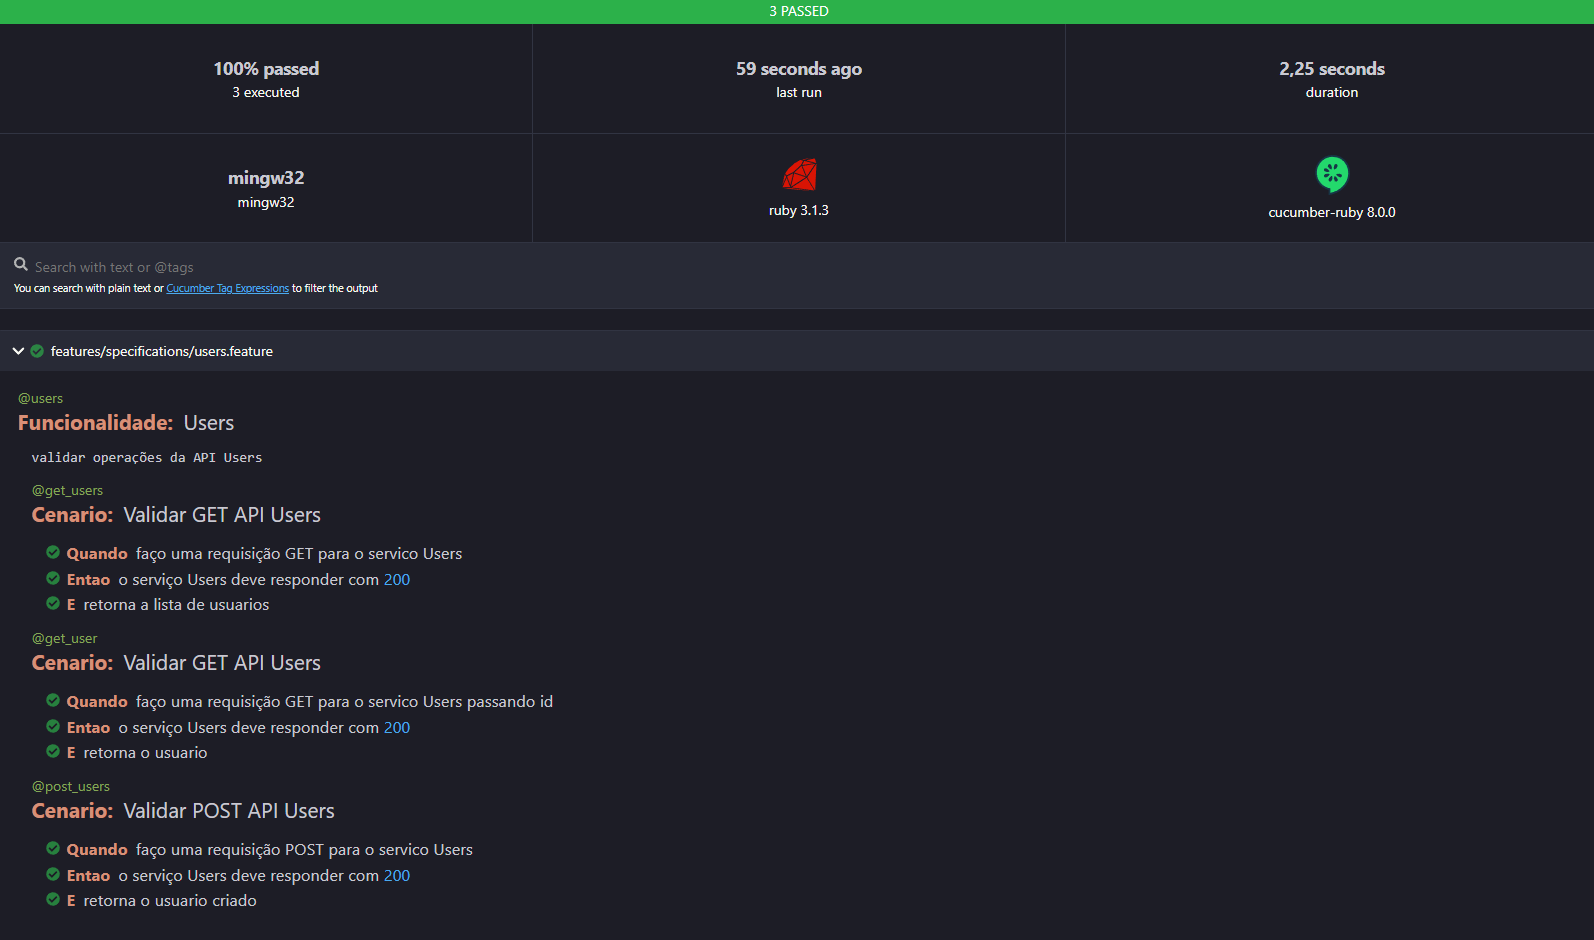 3 PASSED
100% passed
3 executed
59 seconds ago
last run
2,25 seconds
duration
mingw32
mingw32
ruby 3.1.3
cucumber-ruby 8.0.0
Search with text or @tags
You can search with plain text or Cucumber Tag Expressions to filter the output
features/specifications/users.feature
@users
Funcionalidade: Users
validar operações da API Users
@get_users
Cenario: Validar GET API Users
Quando faço uma requisição GET para o servico Users
Entao o serviço Users deve responder com 200
E retorna a lista de usuarios
@get_user
Cenario: Validar GET API Users
Quando faço uma requisição GET para o servico Users passando id
Entao o serviço Users deve responder com 200
E retorna o usuario
@post_users
Cenario: Validar POST API Users
Quando faço uma requisição POST para o servico Users
Entao o serviço Users deve responder com 200
E retorna o usuario criado